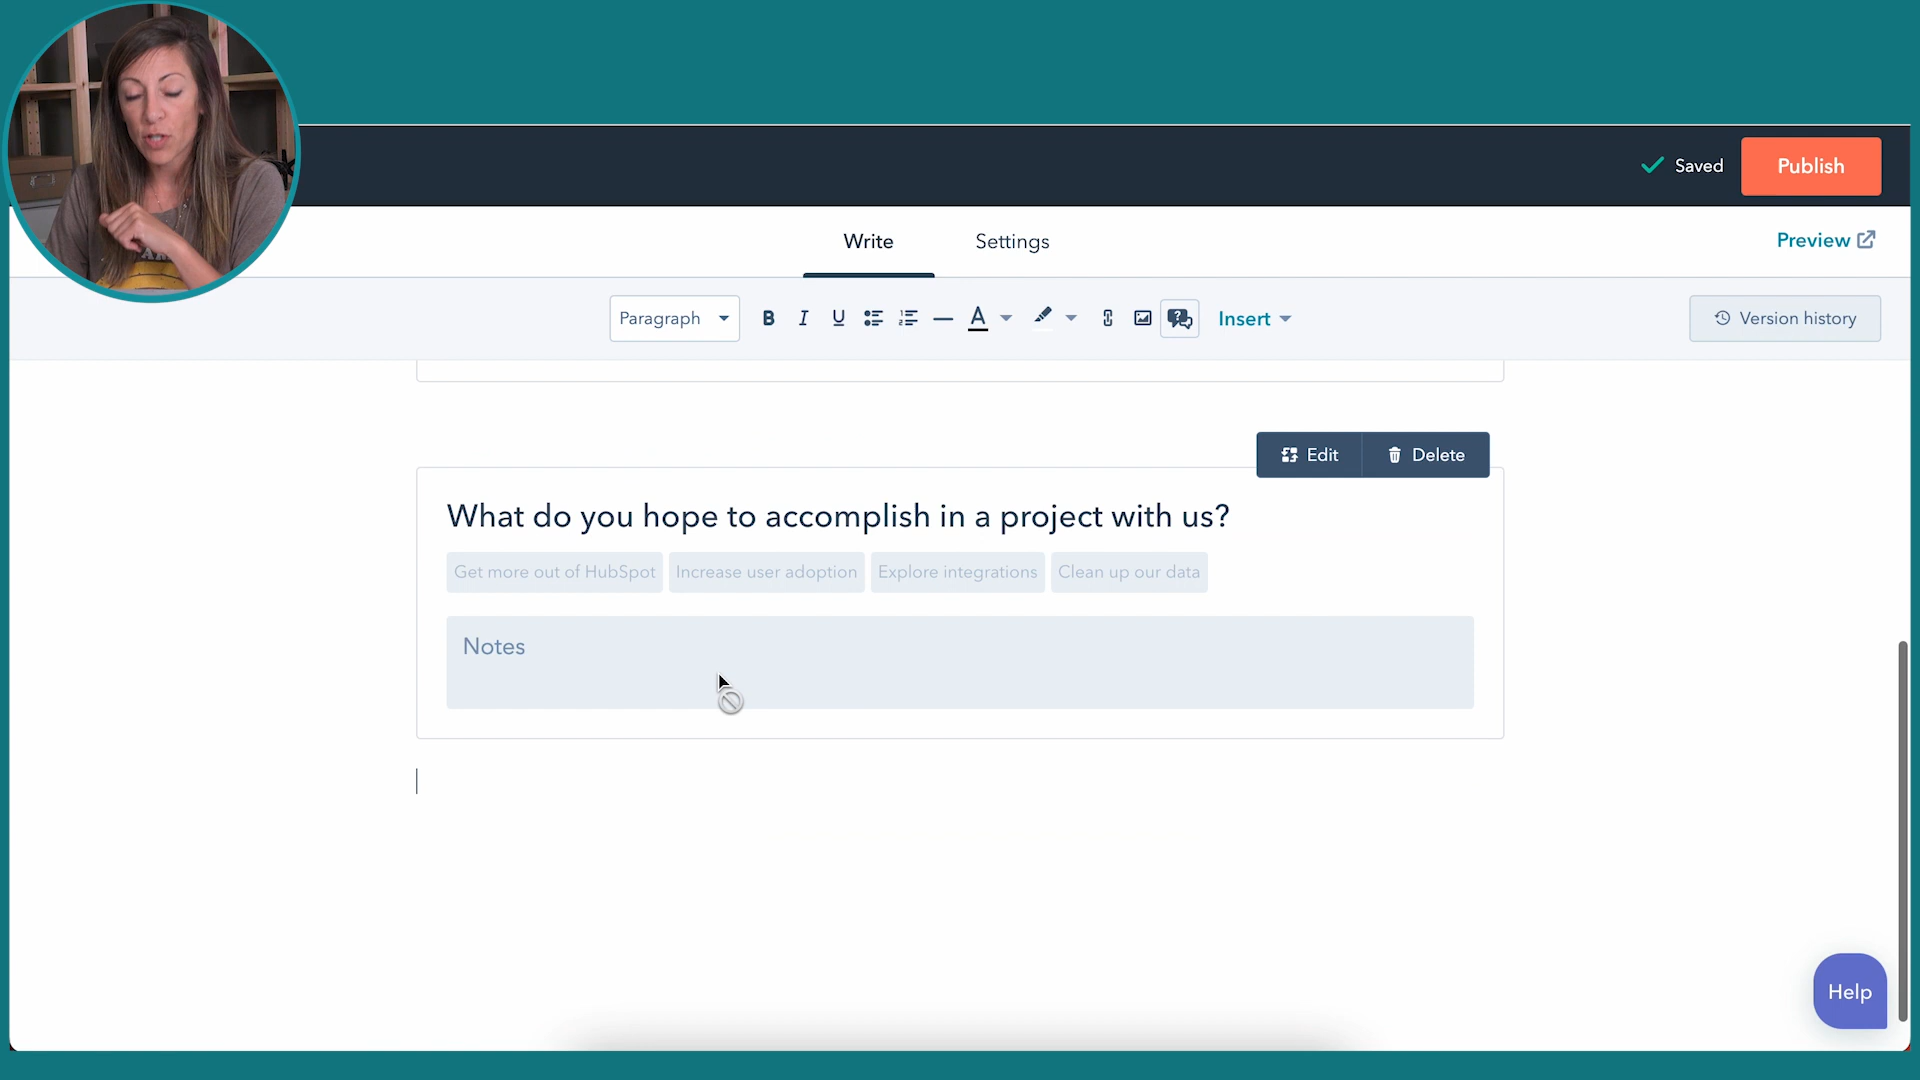 Saved
Publish
Write
Settings
Preview
Paragraph
B I U
A
Insert
Version history
Edit
Delete
What do you hope to accomplish in a project with us?
Get more out of HubSpot
Increase user adoption
Explore integrations
Clean up our data
Notes
Help